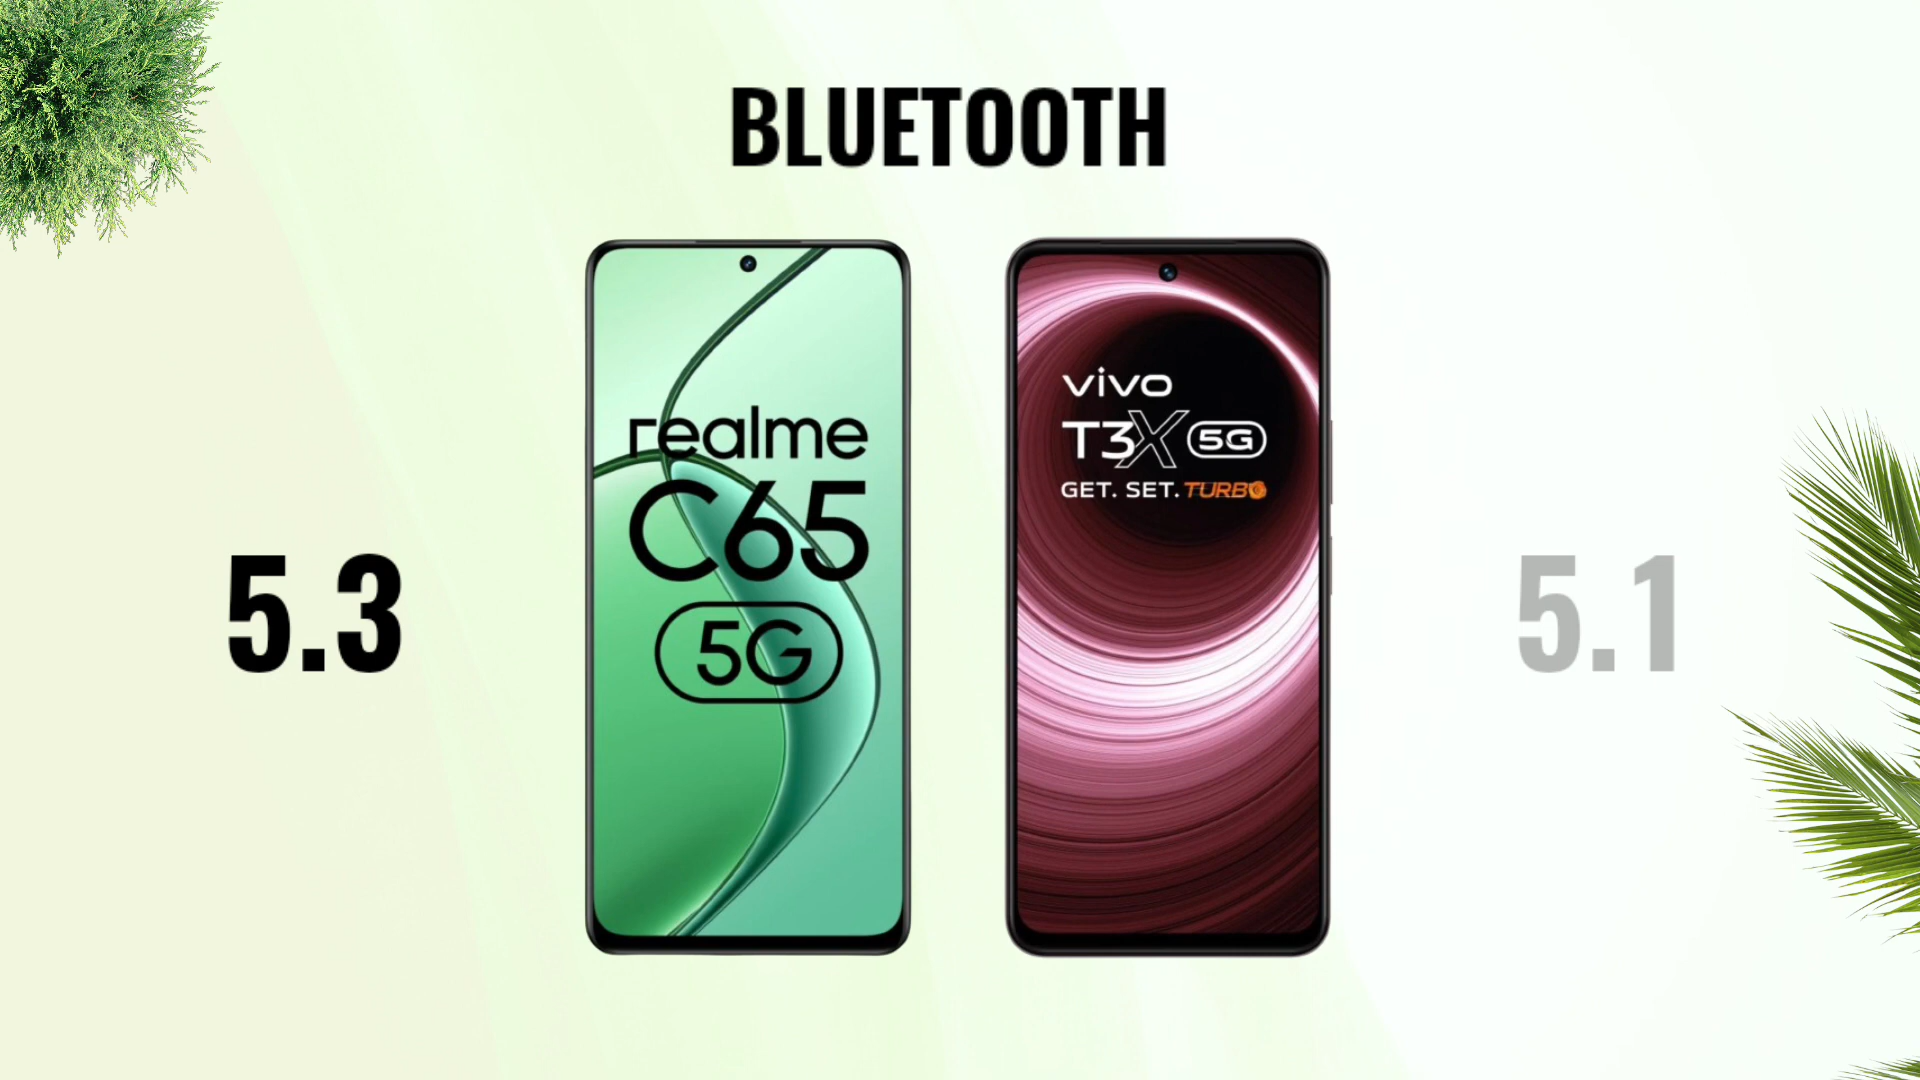 BLUETOOTH
5.3
realme
C65
5G
vivo
T3X 5G
GET. SET. TURBO
5.1